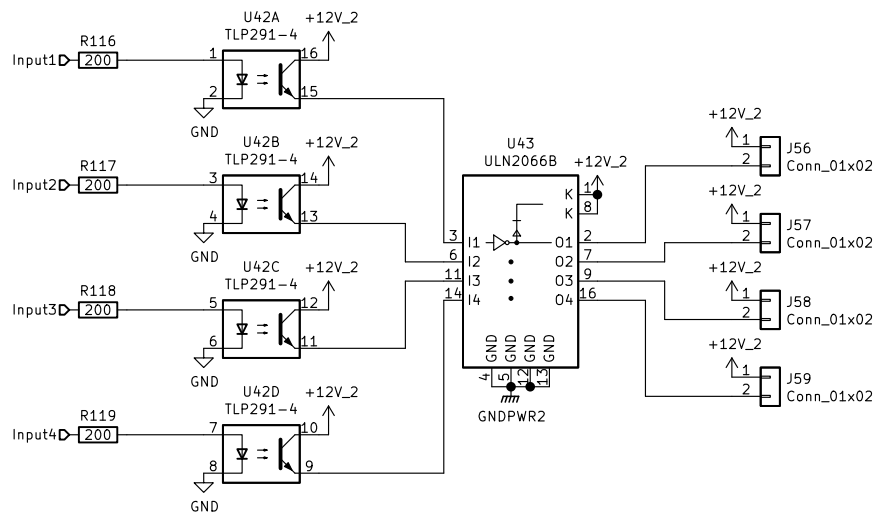 U42A
TLP291-4
+12V_2
R116
Input1
200
1
16
2
15
GND
U42B
TLP291-4
+12V_2
R117
Input2
200
3
14
4
13
GND
U42C
TLP291-4
+12V_2
R118
Input3
200
5
12
6
11
GND
U42D
TLP291-4
+12V_2
R119
Input4
200
7
10
8
9
GND
U43
ULN2066B
+12V_2
K
1
K
8
3
I1
O1
2
6
I2
O2
7
11
I3
O3
9
14
I4
O4
16
GND
GND
GND
GND
4
5
12
13
GNDPWR2
+12V_2
1
2
J56
Conn_01x02
+12V_2
1
2
J57
Conn_01x02
+12V_2
1
2
J58
Conn_01x02
+12V_2
1
2
J59
Conn_01x02